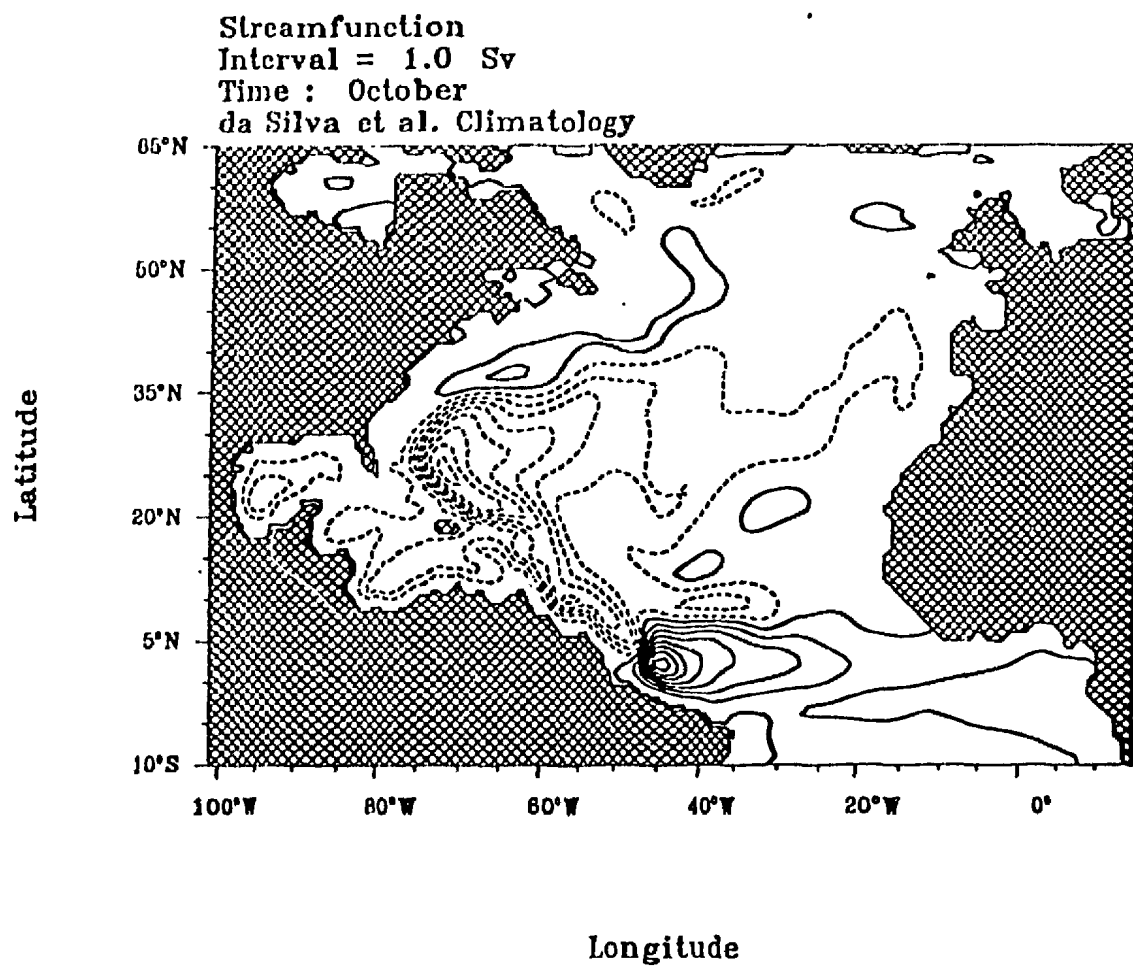 Streamfunction
Interval = 1.0 Sv
Time : October
da Silva et al. Climatology
65°N
50°N
35°N
20°N
5°N
10°S
100°W
80°W
60°W
40°W
20°W
0°
Latitude
Longitude